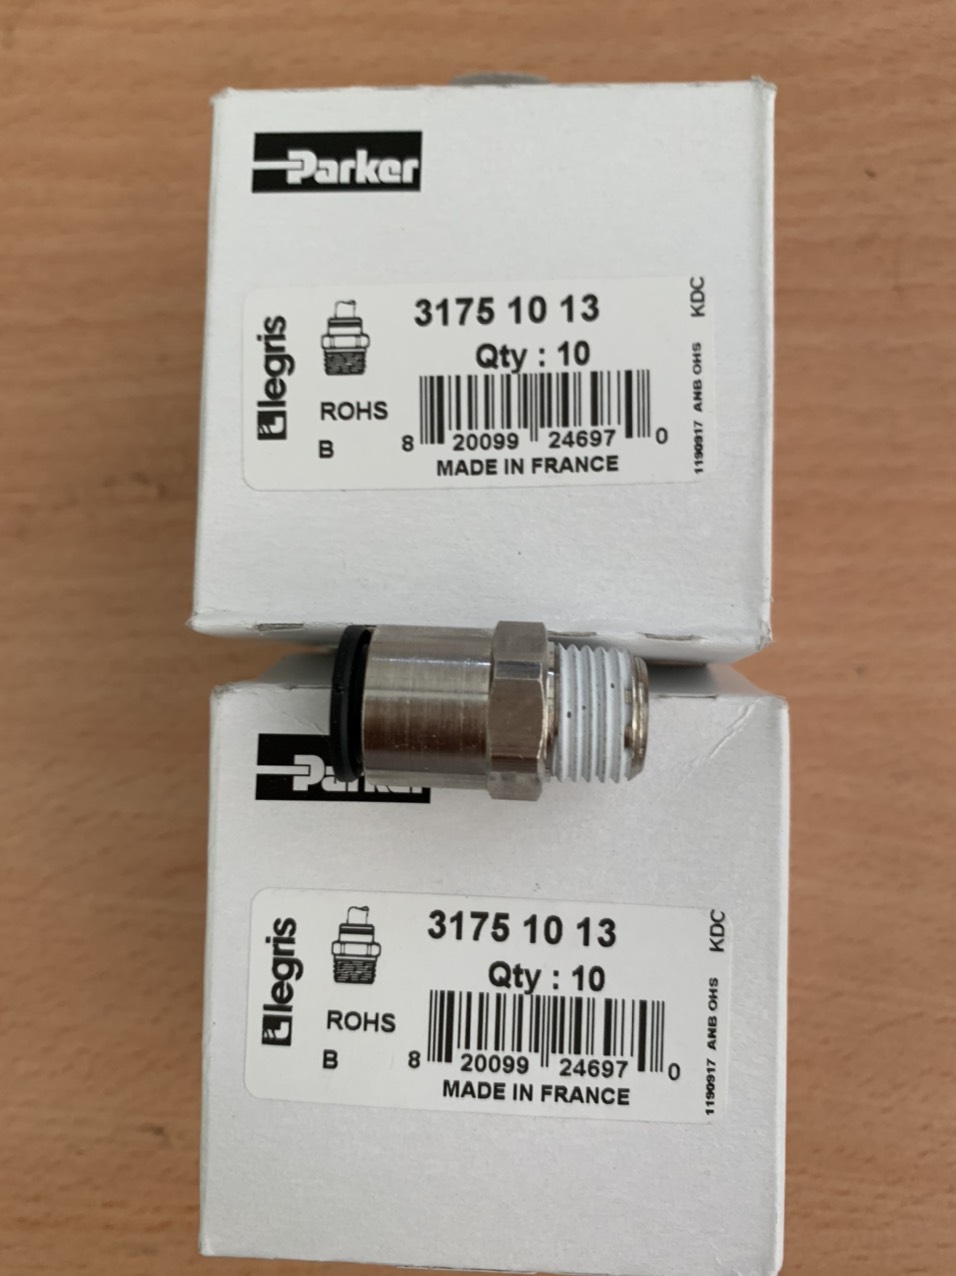 Parker
legris
3175 10 13
Qty : 10
ROHS
B
8 20099 24697 0
MADE IN FRANCE
1190917 ANB OHS KDC
Parker
legris
3175 10 13
Qty : 10
ROHS
B
8 20099 24697 0
MADE IN FRANCE
1190917 ANB OHS KDC